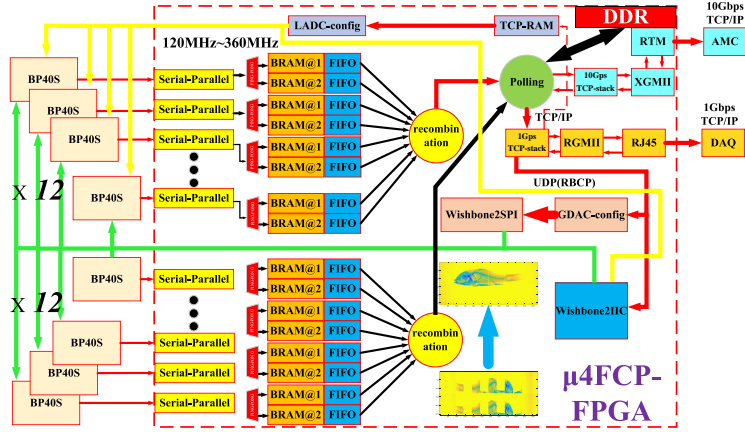 120MHz~360MHz
LADC-config
TCP-RAM
DDR
10Gbps
TCP/IP
RTM
AMC
BP40S
BP40S
BP40S
BP40S
Serial-Parallel
Serial-Parallel
Serial-Parallel
Serial-Parallel
BRAM@1 FIFO
BRAM@2 FIFO
BRAM@1 FIFO
BRAM@2 FIFO
BRAM@1 FIFO
BRAM@2 FIFO
BRAM@1 FIFO
BRAM@2 FIFO
recombin
ation
Polling
10Gps
TCP-stack
XGMII
TCP/IP
1Gbps
TCP/IP
1Gps
TCP-stack
RGMII
RJ45
DAQ
UDP(RBCP)
X 12
Wishbone2SPI
GDAC-config
X 12
BP40S
BP40S
BP40S
BP40S
Serial-Parallel
Serial-Parallel
Serial-Parallel
Serial-Parallel
BRAM@1 FIFO
BRAM@2 FIFO
BRAM@1 FIFO
BRAM@2 FIFO
BRAM@1 FIFO
BRAM@2 FIFO
BRAM@1 FIFO
BRAM@2 FIFO
recombin
ation
Wishbone2IIC
μ4FCP-
FPGA